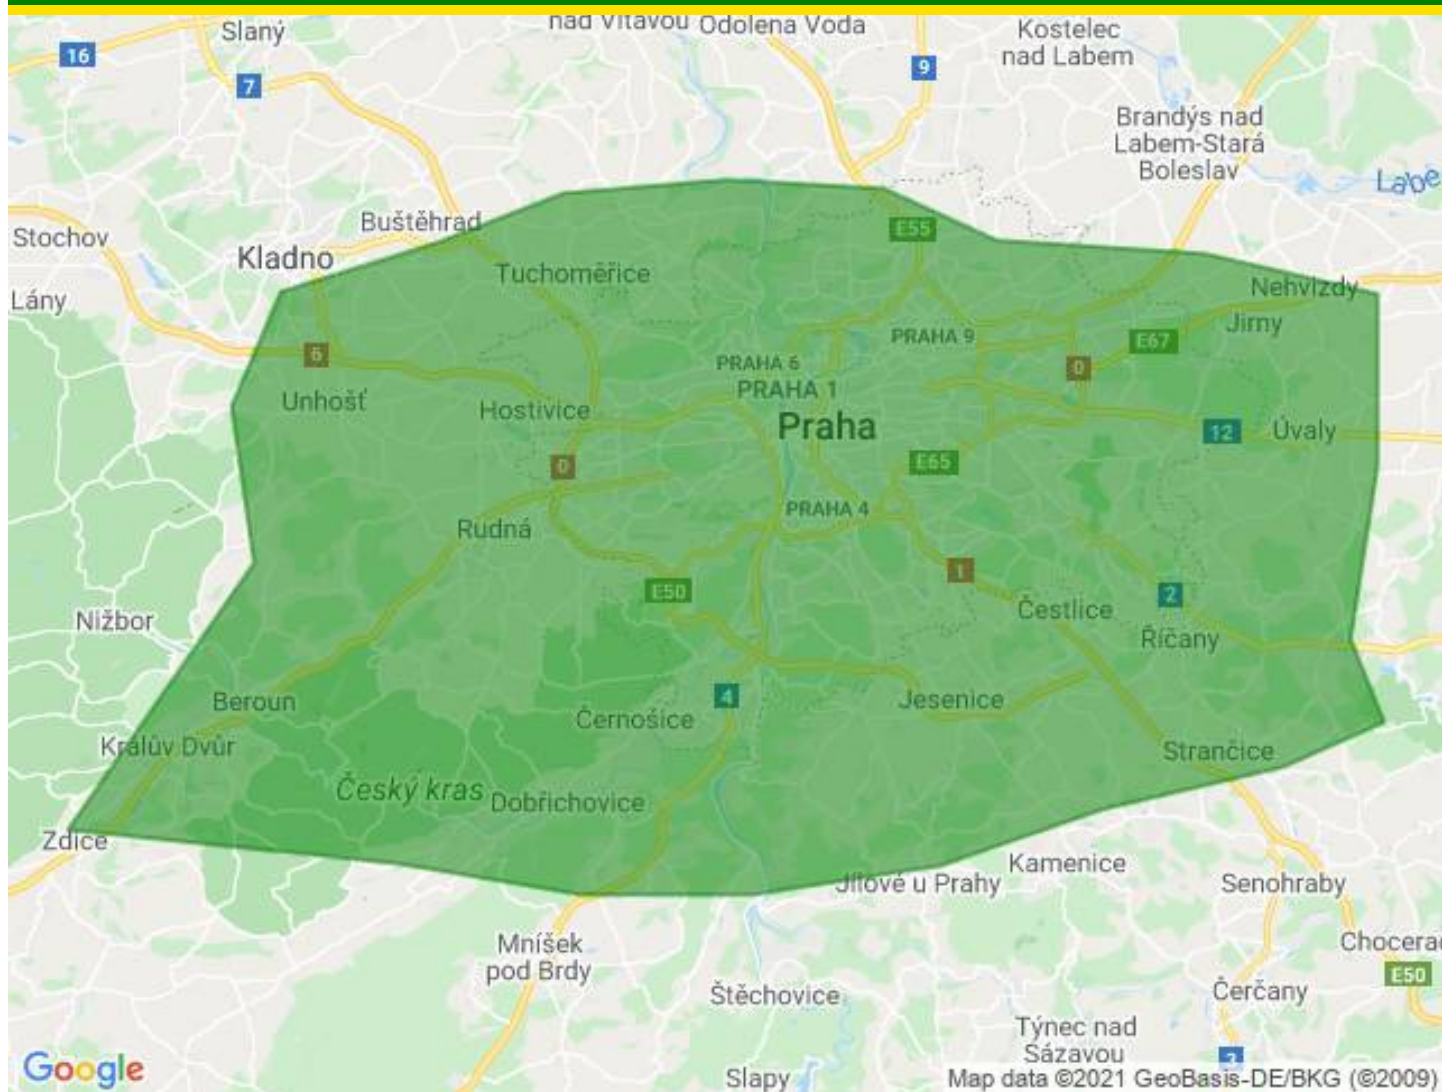 nad Vltavou
Odolena Voda
Slaný
Kostelec
nad Labem
16
9
7
Brandýs nad
Labem-Stará
Boleslav
Labe
Buštěhrad
Stochov
E55
Kladno
Tuchoměřice
Nehvizdy
Lány
Jirny
PRAHA 9
E67
6
PRAHA 6
0
PRAHA 1
Unhošť
Hostivice
Praha
12
Úvaly
0
E65
PRAHA 4
Rudná
1
E50
2
Čestlice
Nižbor
Říčany
Beroun
4
Jesenice
Černošice
Králův Dvůr
Strančice
Český kras
Dobřichovice
Zdice
Kamenice
Jílové u Prahy
Senohraby
Mníšek
pod Brdy
Chocerad
E50
Štěchovice
Čerčany
Týnec nad
Sázavou
3
Google
Slapy
Map data ©2021 GeoBasis-DE/BKG (©2009)